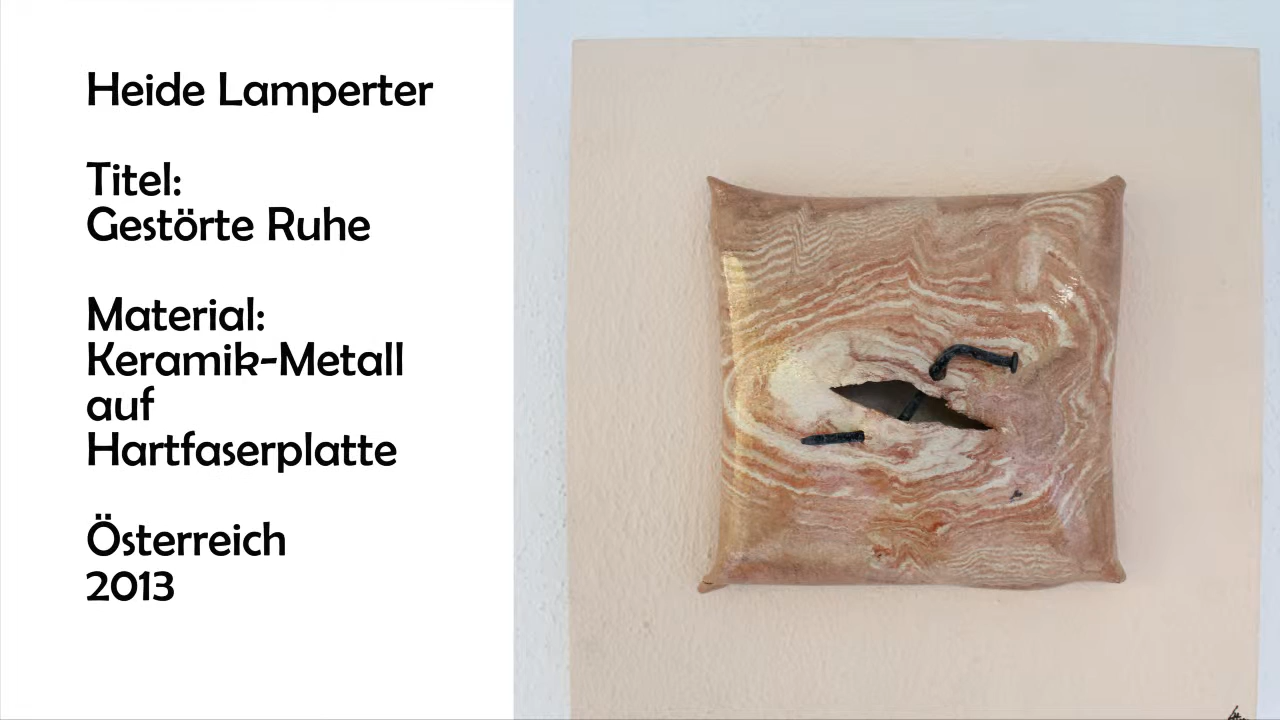 Heide Lamperter
Titel:
Gestörte Ruhe
Material:
Keramik-Metall
auf
Hartfaserplatte
Österreich
2013